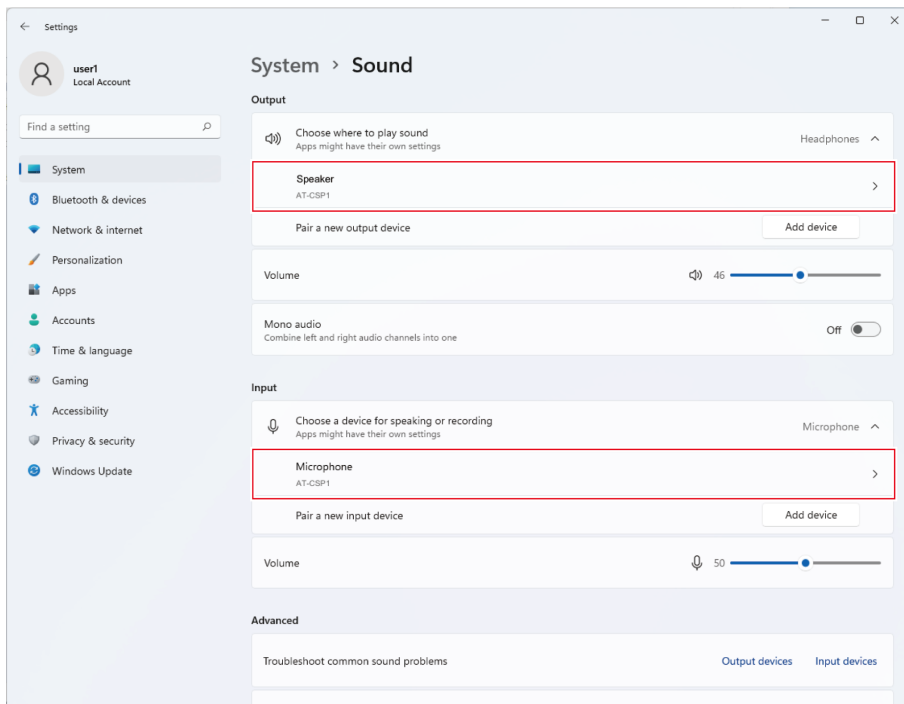 Settings
user1
Local Account
Find a setting
System
Bluetooth & devices
Network & internet
Personalization
Apps
Accounts
Time & language
Gaming
Accessibility
Privacy & security
Windows Update
System > Sound
Output
Choose where to play sound
Apps might have their own settings
Headphones
Speaker
AT-CSP1
Pair a new output device
Add device
Volume
46
Mono audio
Combine left and right audio channels into one
Off
Input
Choose a device for speaking or recording
Apps might have their own settings
Microphone
Microphone
AT-CSP1
Pair a new input device
Add device
Volume
50
Advanced
Troubleshoot common sound problems
Output devices
Input devices